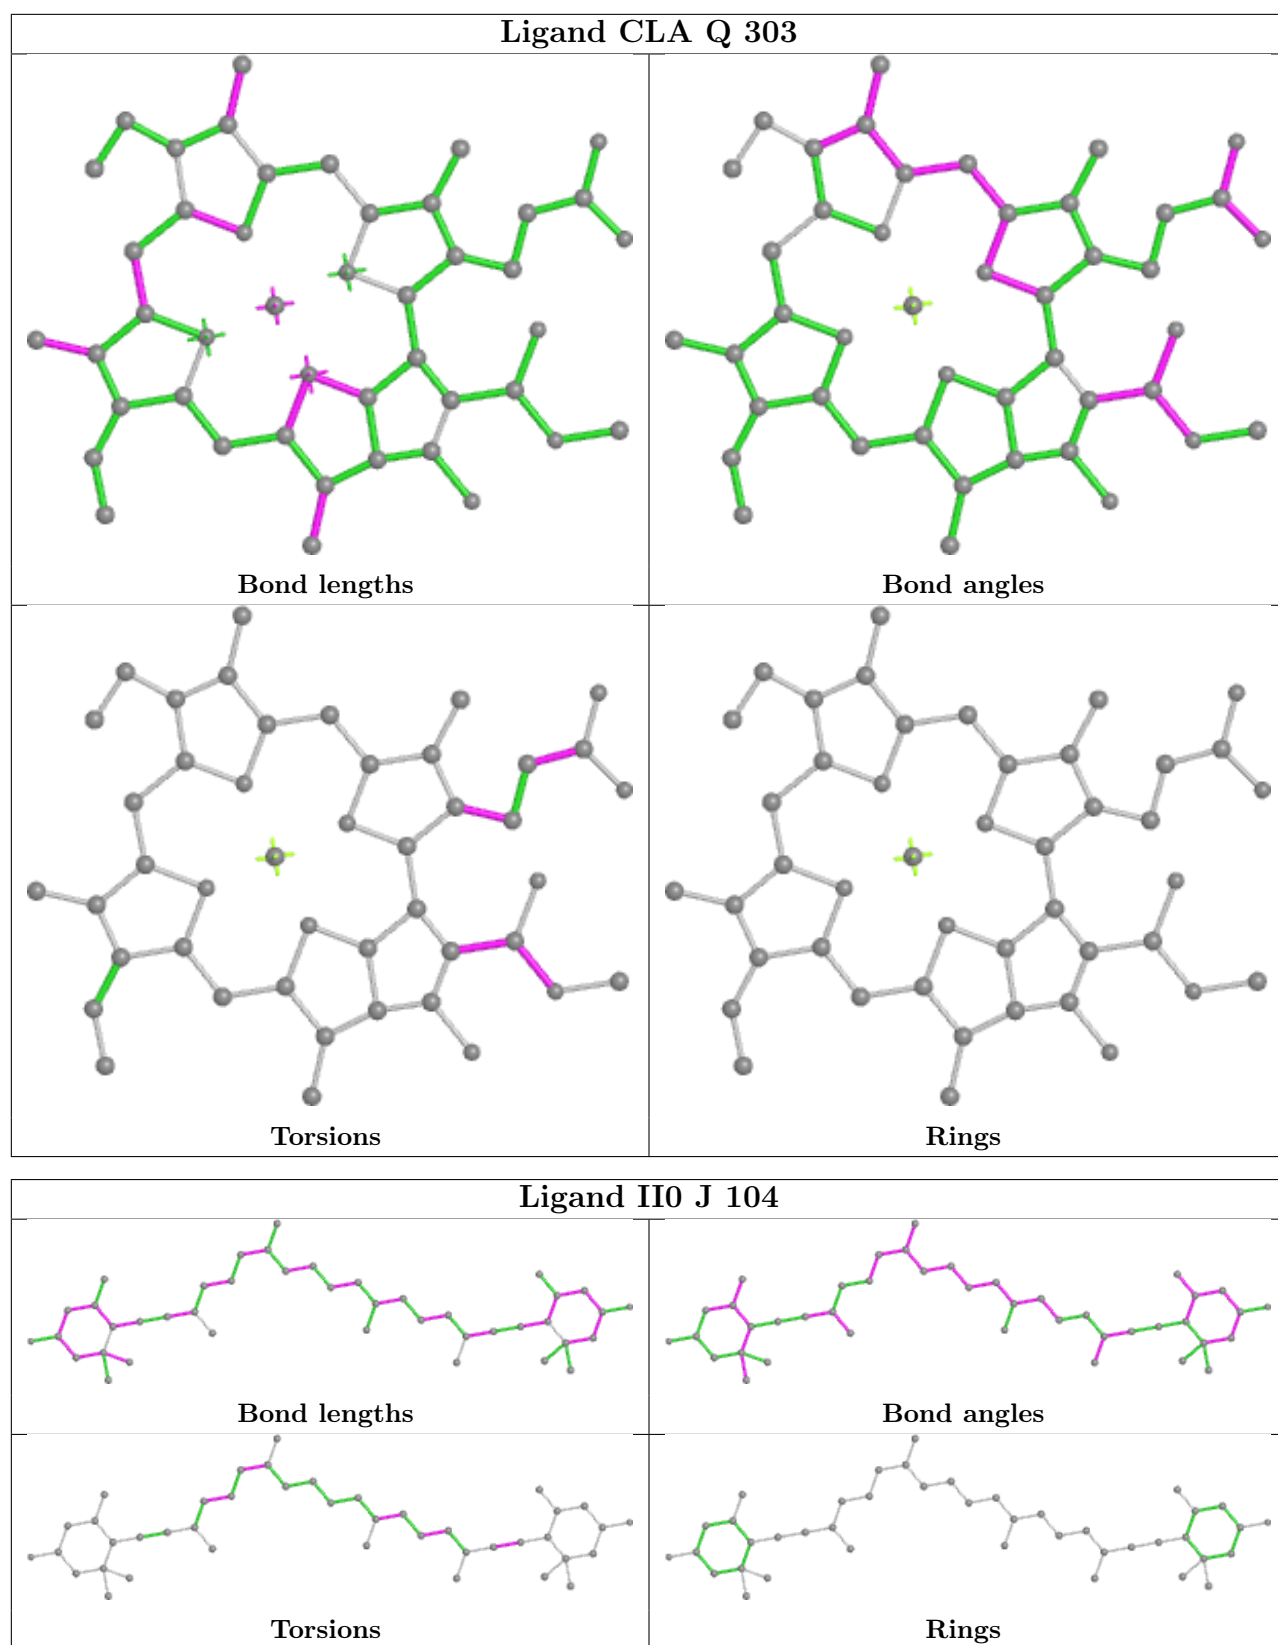 Ligand CLA Q 303
Bond lengths
Bond angles
Torsions
Rings
Ligand II0 J 104
Bond lengths
Bond angles
Torsions
Rings